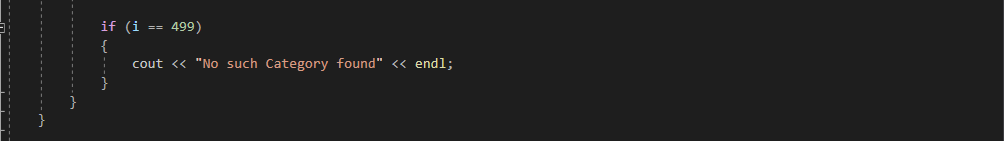 if (i == 499)
{
cout << "No such Category found" << endl;
}
}
}